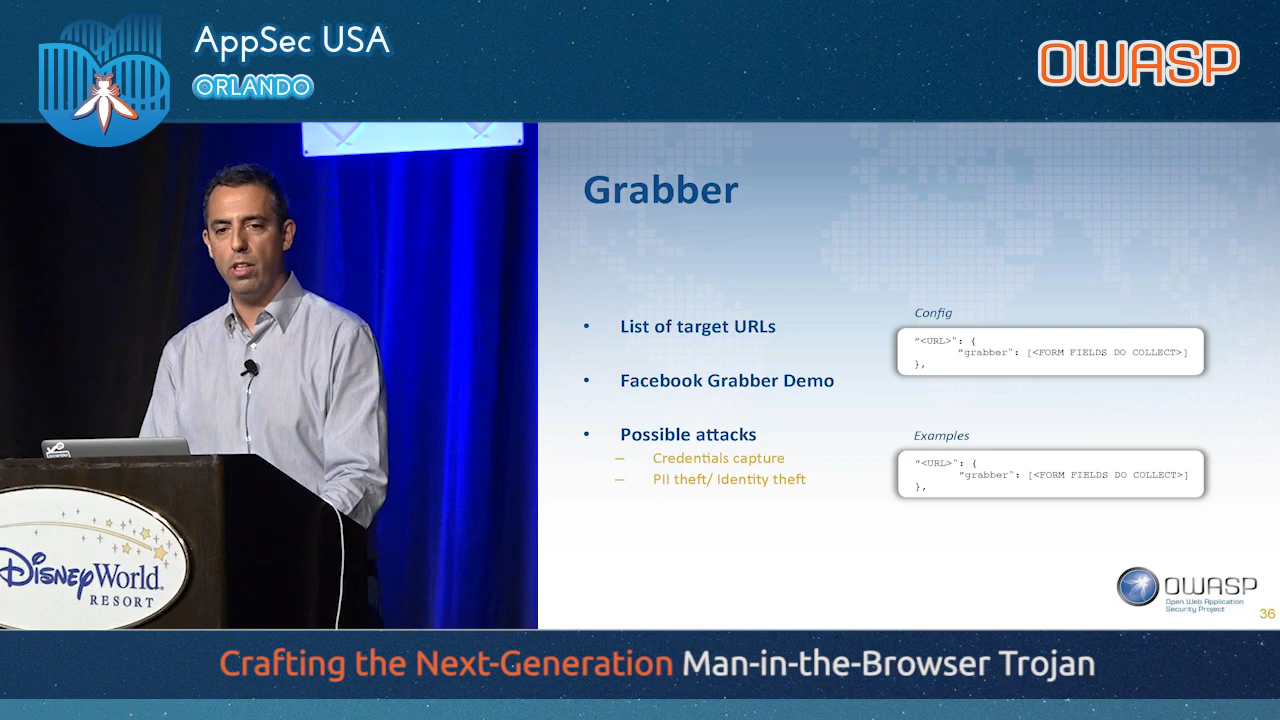 AppSec USA
ORLANDO
OWASP
DISNEY World.
RESORT
Grabber
• List of target URLs
• Facebook Grabber Demo
• Possible attacks
– Credentials capture
– PII theft/ Identity theft
Config
“<URL>": {
"grabber": [<FORM FIELDS DO COLLECT>]
},
Examples
“<URL>": {
"grabber": [<FORM FIELDS DO COLLECT>]
},
OWASP
Open Web Application
Security Project
36
Crafting the Next-Generation Man-in-the-Browser Trojan